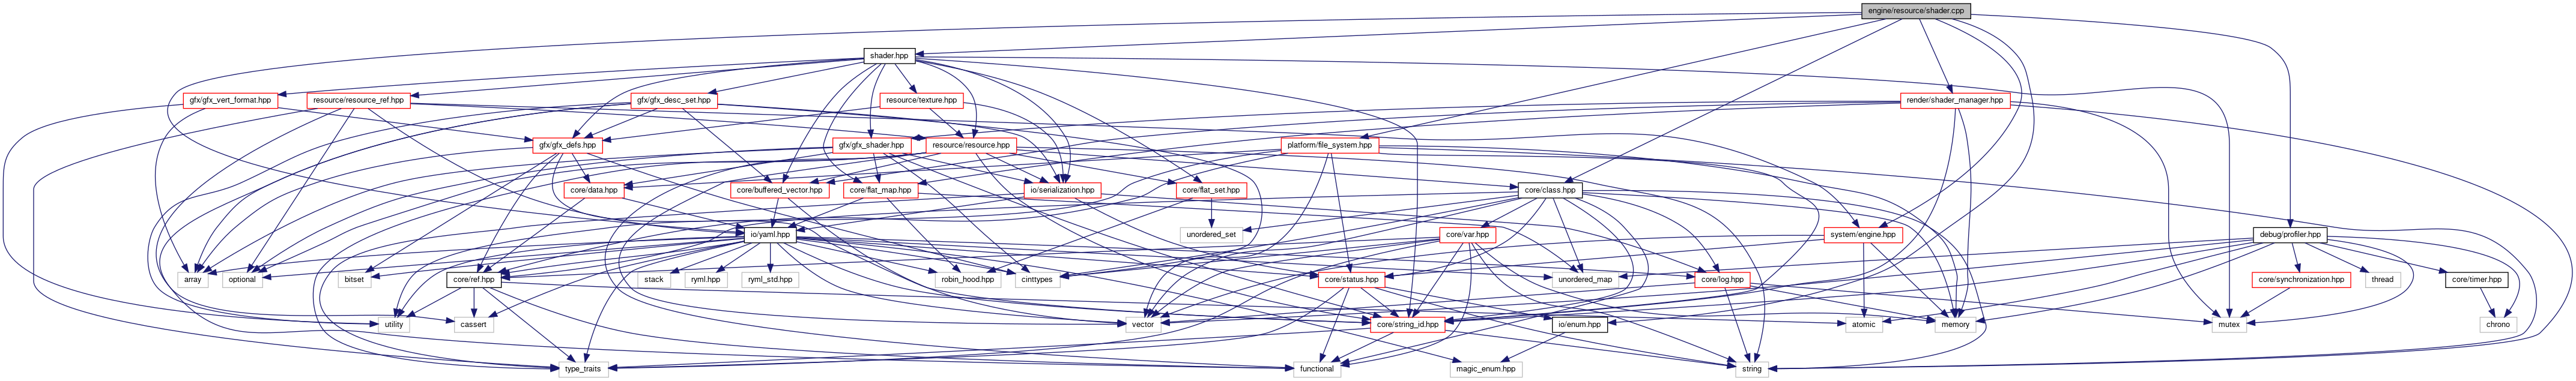 engine/resource/shader.cpp
shader.hpp
gfx/gfx_vert_format.hpp
resource/resource_ref.hpp
gfx/gfx_desc_set.hpp
resource/texture.hpp
render/shader_manager.hpp
gfx/gfx_defs.hpp
gfx/gfx_shader.hpp
resource/resource.hpp
platform/file_system.hpp
core/data.hpp
core/buffered_vector.hpp
core/flat_map.hpp
io/serialization.hpp
core/flat_set.hpp
core/class.hpp
io/yaml.hpp
unordered_set
core/var.hpp
system/engine.hpp
debug/profiler.hpp
array
optional
bitset
core/ref.hpp
stack
ryml.hpp
ryml_std.hpp
robin_hood.hpp
cinttypes
core/status.hpp
unordered_map
core/log.hpp
core/synchronization.hpp
thread
core/timer.hpp
utility
cassert
vector
core/string_id.hpp
io/enum.hpp
atomic
memory
mutex
chrono
type_traits
functional
magic_enum.hpp
string